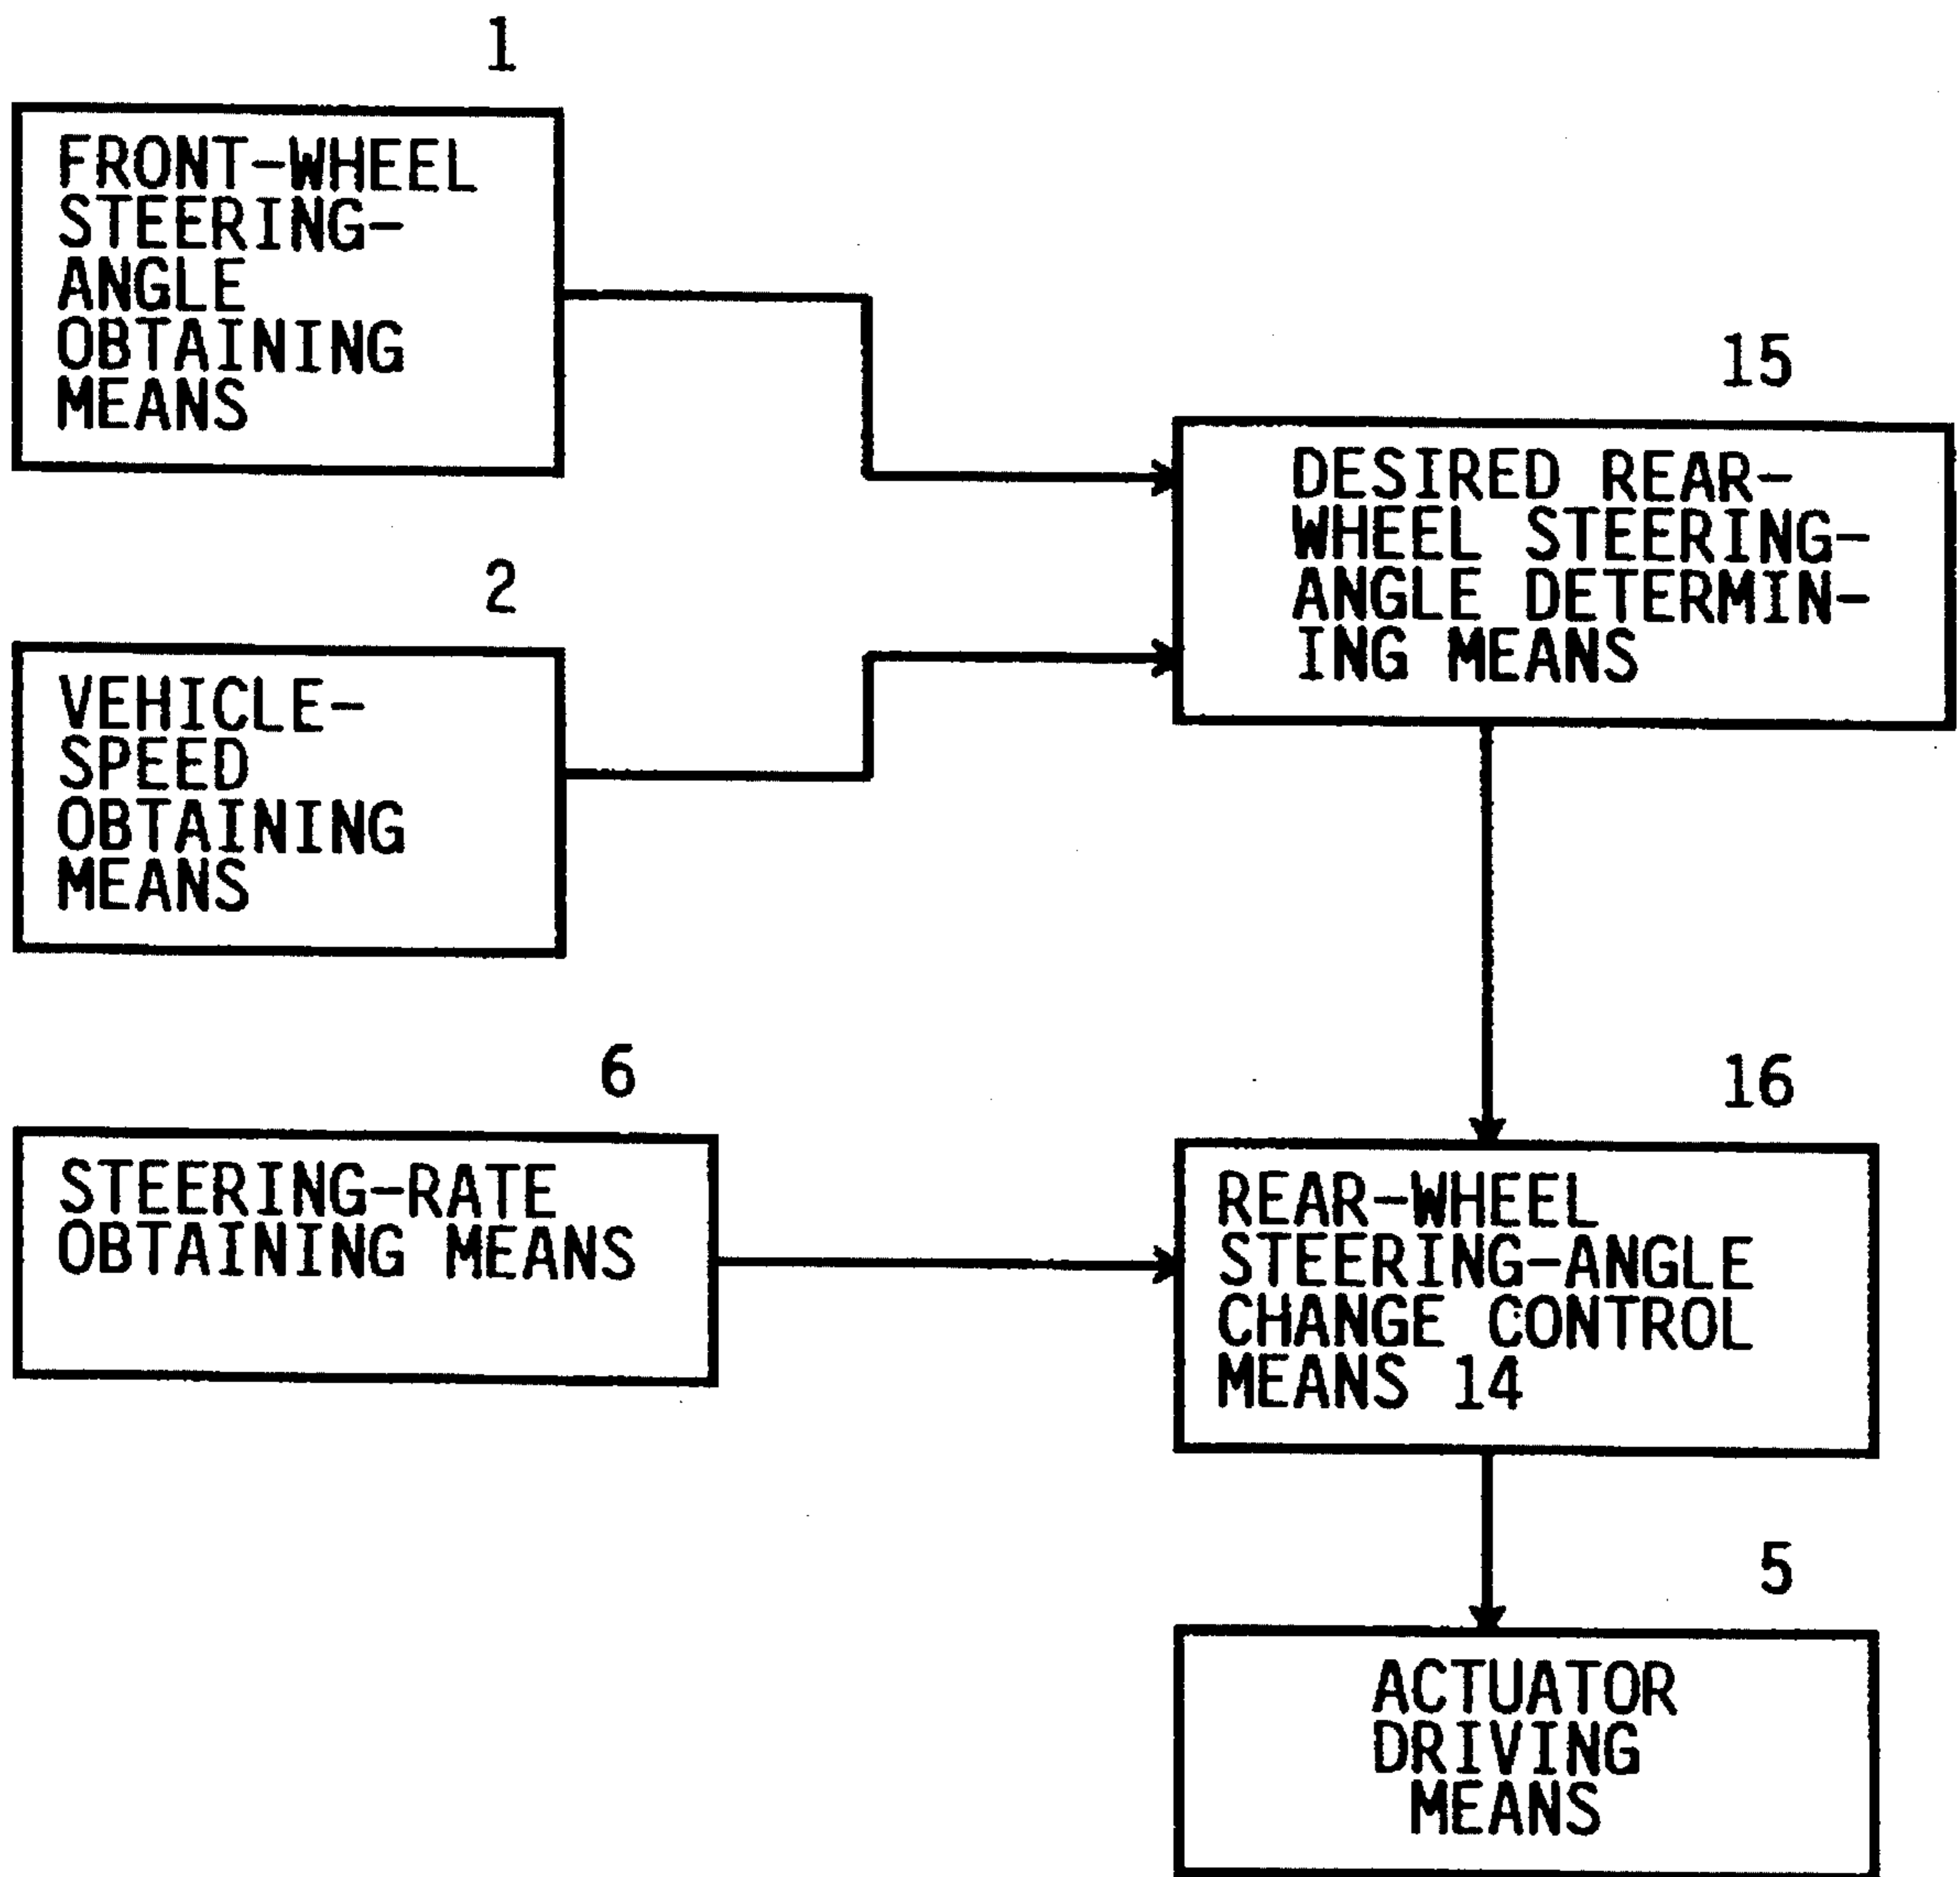 1
FRONT-WHEEL
STEERING-
ANGLE
OBTAINING
MEANS
2
VEHICLE-
SPEED
OBTAINING
MEANS
15
DESIRED REAR-
WHEEL STEERING-
ANGLE DETERMIN-
ING MEANS
6
STEERING-RATE
OBTAINING MEANS
16
REAR-WHEEL
STEERING-ANGLE
CHANGE CONTROL
MEANS 14
5
ACTUATOR
DRIVING
MEANS